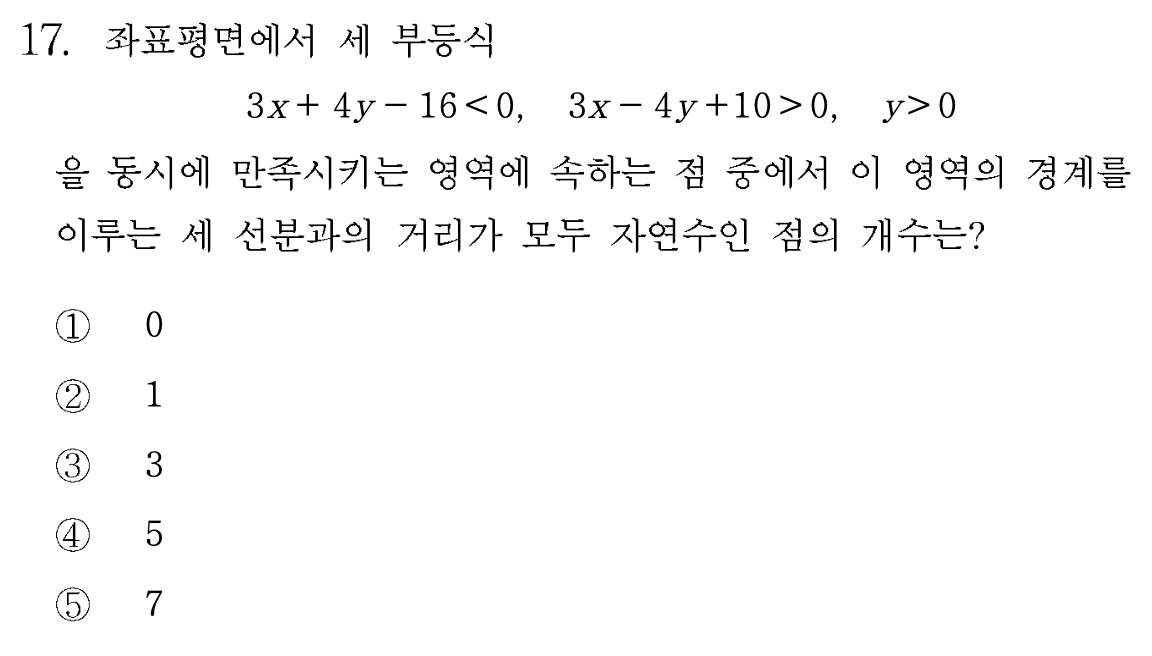 17. 좌표평면에서 세 부등식
3x + 4y − 16 < 0, 3x − 4y + 10 > 0, y > 0
을 동시에 만족시키는 영역에 속하는 점 중에서 이 영역의 경계를
이루는 세 선분과의 거리가 모두 자연수인 점의 개수는?
① 0
② 1
③ 3
④ 5
⑤ 7